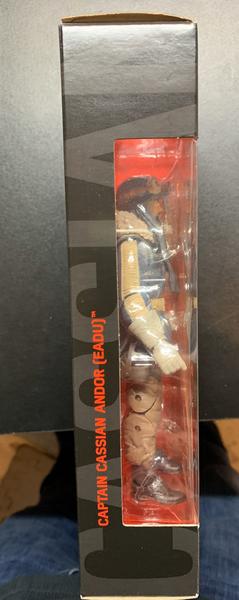 CAPTAIN CASSIAN ANDOR (EADU)™